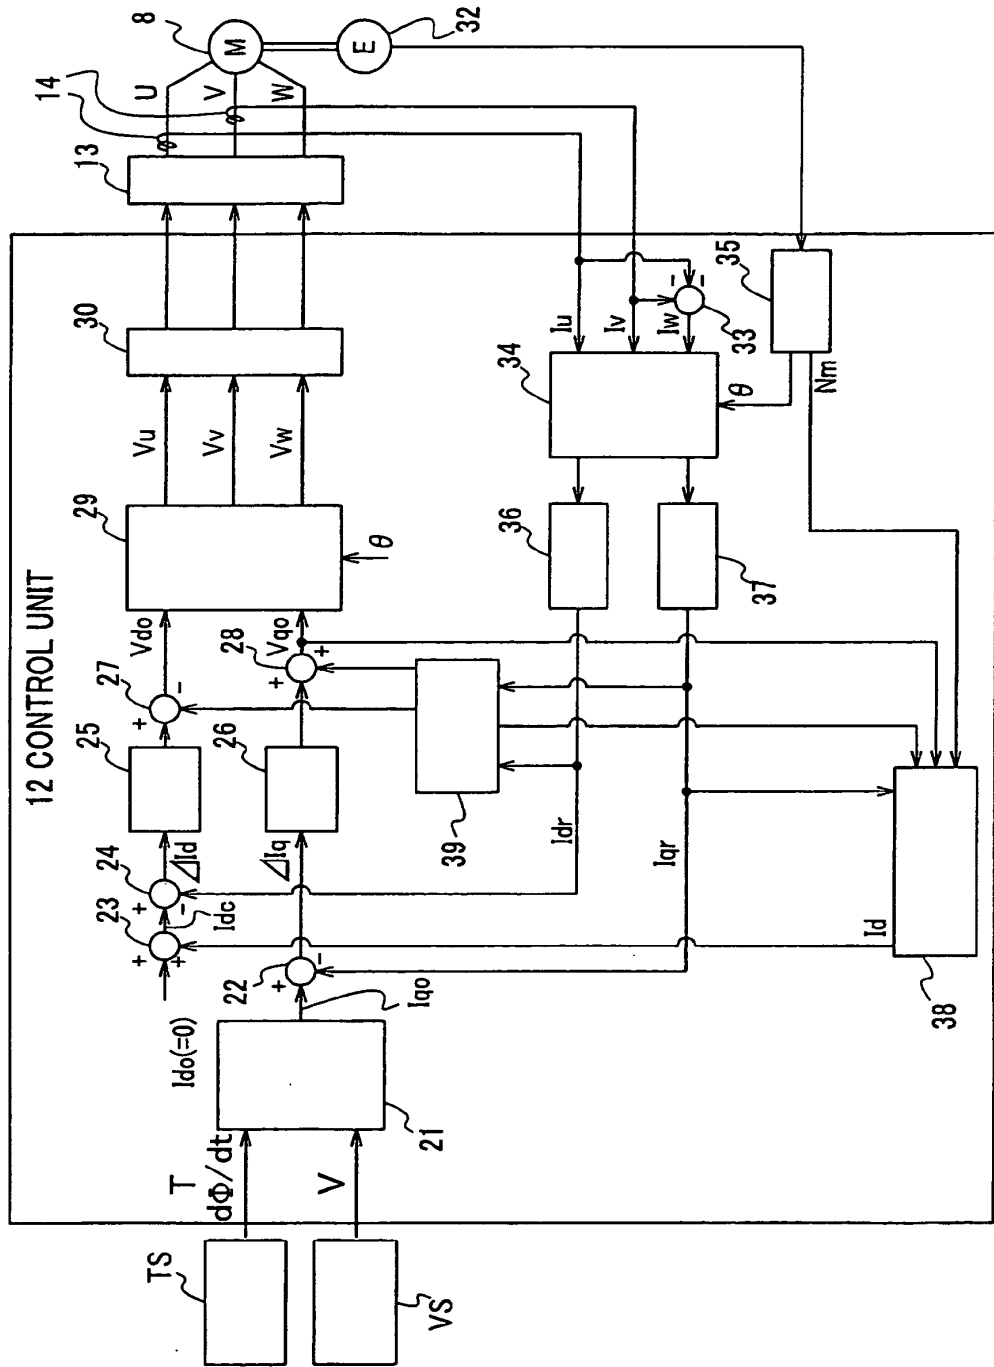 12 CONTROL UNIT
TS
VS
T
dΦ/dt
V
21
Ido(=0)
Iqo
22
+
-
23
+
+
Idc
24
+
-
ΔId
ΔIq
25
26
27
+
-
28
+
+
Vdo
Vqo
29
θ
Vu
Vv
Vw
30
13
14
U
V
W
8
M
E
32
39
Idr
Iqr
Id
38
36
37
34
θ
Iu
Iv
Iw
-
-
33
35
Nm